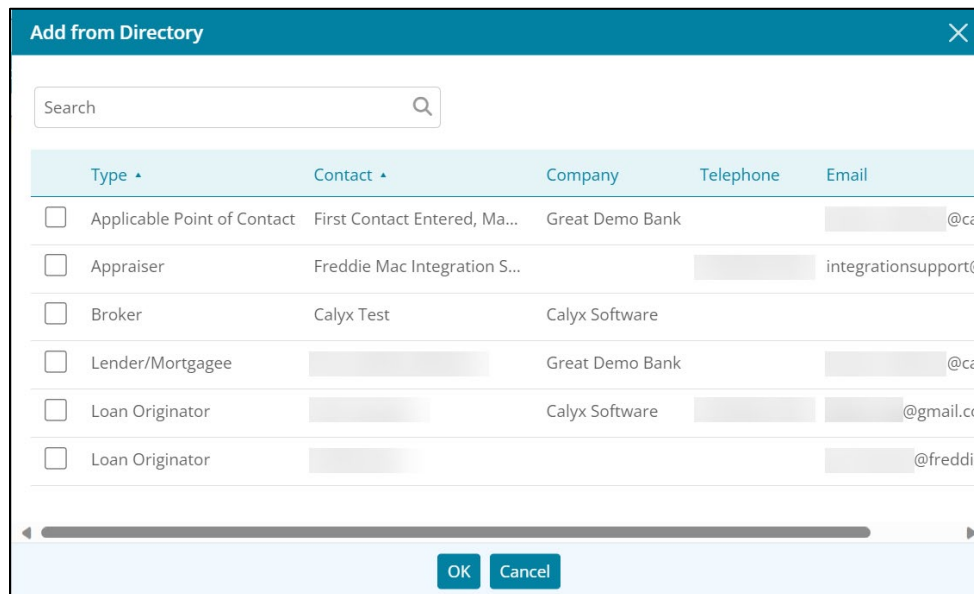 Add from Directory
Search
Type Contact Company Telephone Email
Applicable Point of Contact First Contact Entered, Ma... Great Demo Bank @ca
Appraiser Freddie Mac Integration S... integrationsupport@
Broker Calyx Test Calyx Software
Lender/Mortgagee Great Demo Bank @ca
Loan Originator Calyx Software @gmail.co
Loan Originator @freddi
OK Cancel